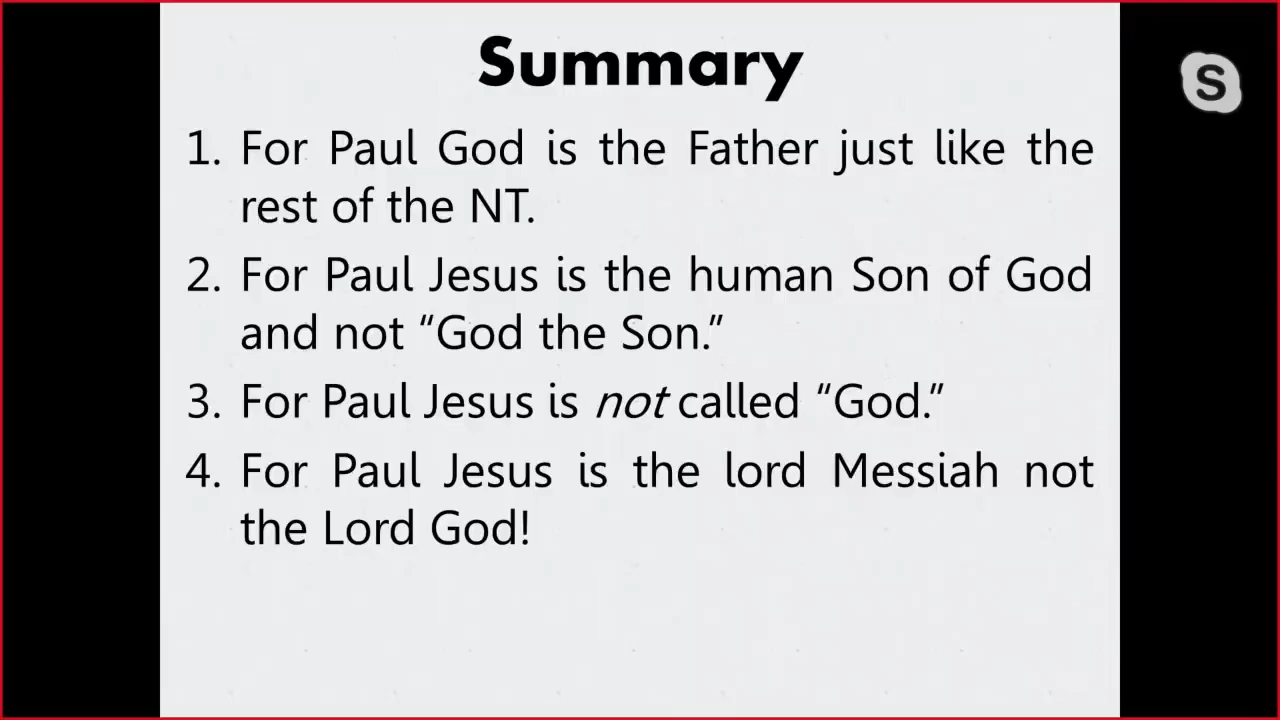 Summary
S
1. For Paul God is the Father just like the
rest of the NT.
2. For Paul Jesus is the human Son of God
and not “God the Son.”
3. For Paul Jesus is not called “God.”
4. For Paul Jesus is the lord Messiah not
the Lord God!